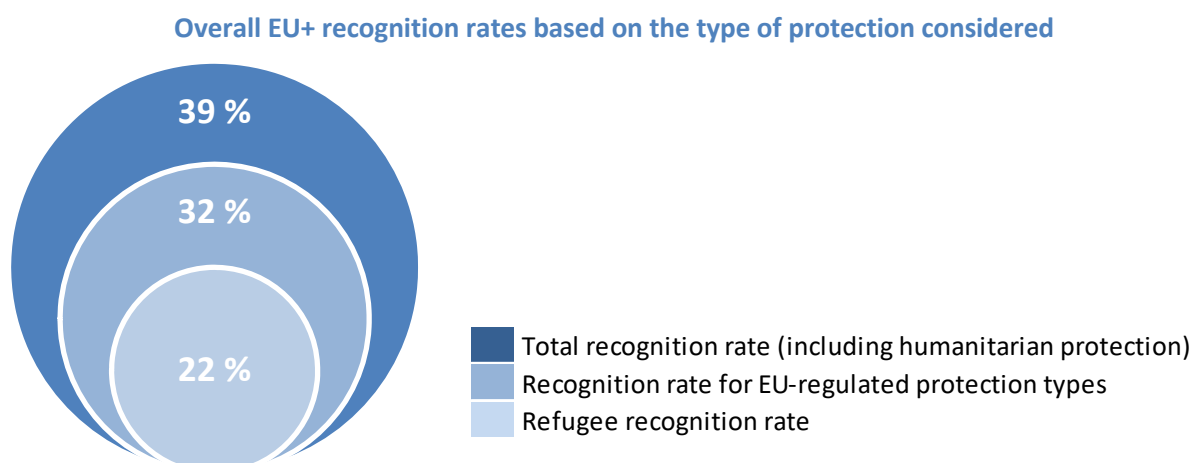 Overall EU+ recognition rates based on the type of protection considered
39 %
32 %
22 %
Total recognition rate (including humanitarian protection)
Recognition rate for EU-regulated protection types
Refugee recognition rate